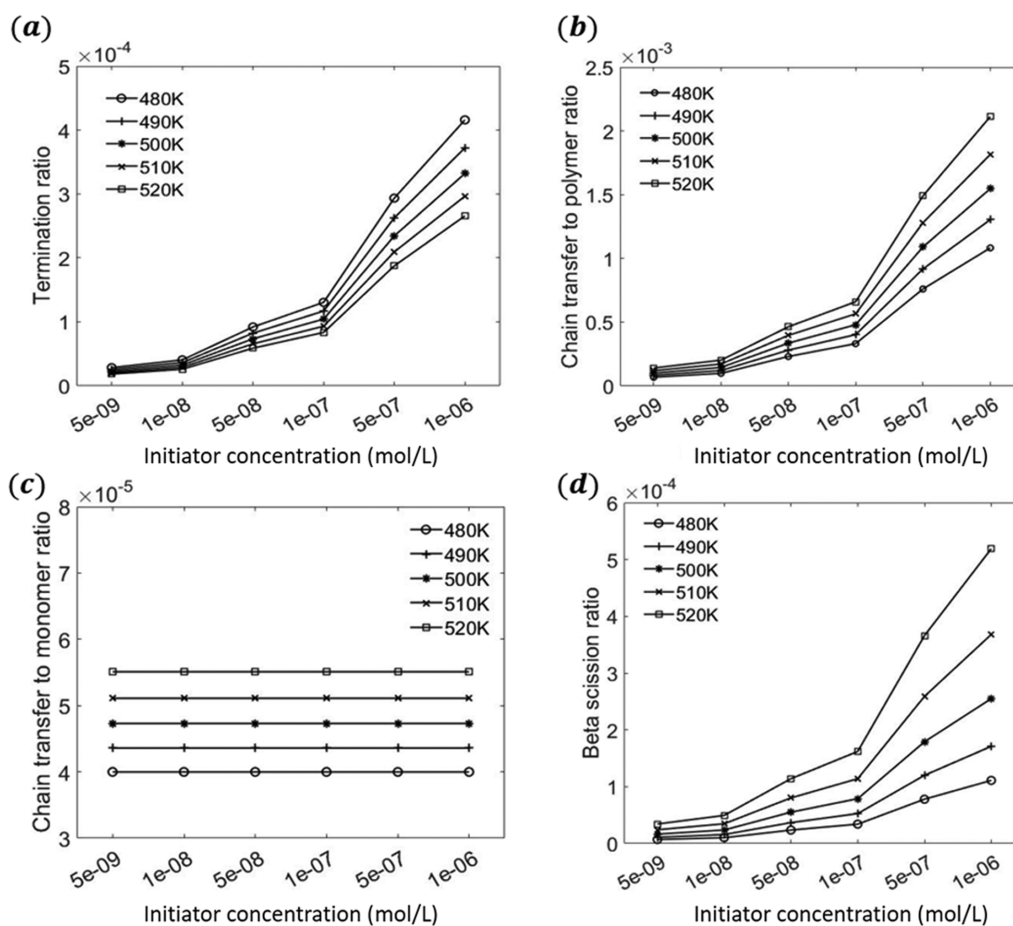 (a)
×10-4
5
4
3
2
1
0
Termination ratio
480K
490K
500K
510K
520K
5e-09
1e-08
5e-08
1e-07
5e-07
1e-06
Initiator concentration (mol/L)
(b)
×10-3
2.5
2
1.5
1
0.5
0
Chain transfer to polymer ratio
480K
490K
500K
510K
520K
5e-09
1e-08
5e-08
1e-07
5e-07
1e-06
Initiator concentration (mol/L)
(c)
×10-5
8
7
6
5
4
3
Chain transfer to monomer ratio
480K
490K
500K
510K
520K
5e-09
1e-08
5e-08
1e-07
5e-07
1e-06
Initiator concentration (mol/L)
(d)
×10-4
6
5
4
3
2
1
0
Beta scission ratio
480K
490K
500K
510K
520K
5e-09
1e-08
5e-08
1e-07
5e-07
1e-06
Initiator concentration (mol/L)